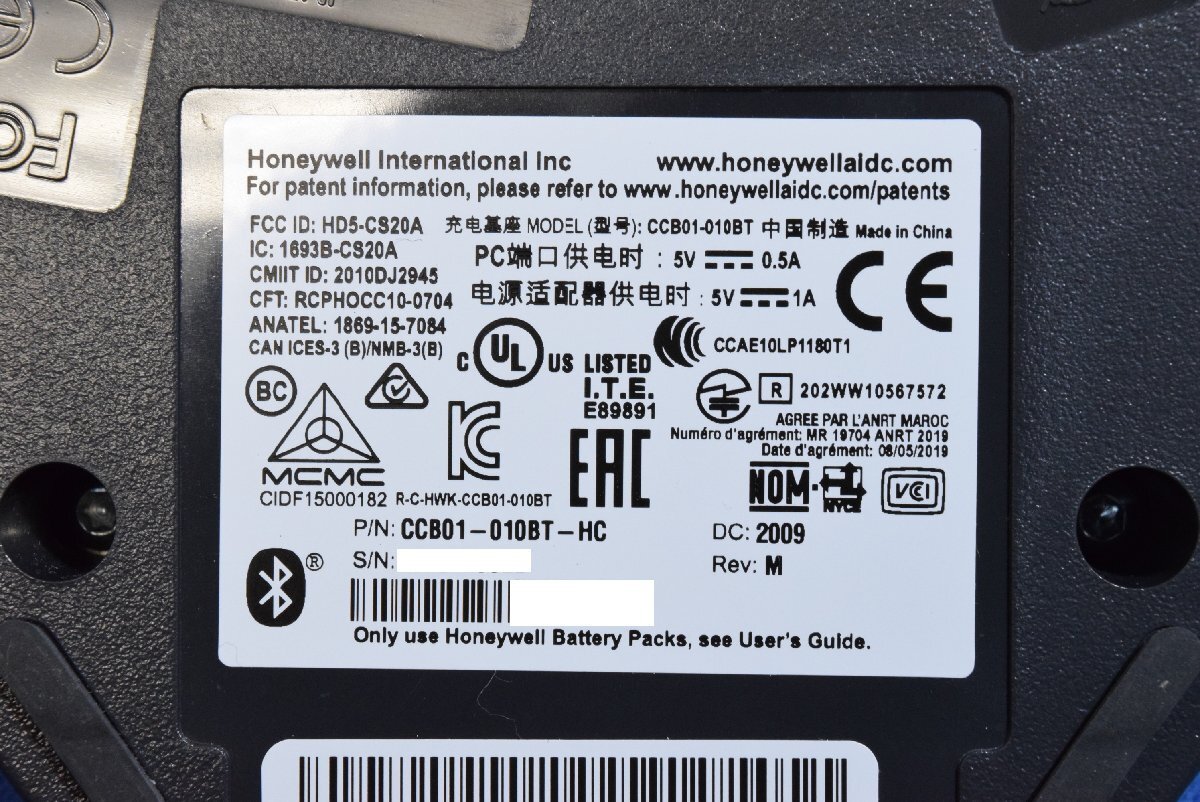 FC
CE
Honeywell International Inc www.honeywellaidc.com
For patent information, please refer to www.honeywellaidc.com/patents
FCC ID: HD5-CS20A 充电基座 MODEL (型号): CCB01-010BT 中国制造 Made in China
IC: 1693B-CS20A PC端口供电时 : 5V 0.5A
CMIIT ID: 2010DJ2945
CFT: RCPHOCC10-0704 电源适配器供电时 : 5V 1A
CE
ANATEL: 1869-15-7084
CAN ICES-3 (B)/NMB-3(B)
C UL US LISTED
I.T.E.
E89891
CCAE10LP1180T1
BC
R 202WW10567572
AGREE PAR L'ANRT MAROC
Numéro d'agrément: MR 19704 ANRT 2019
Date d'agrément: 08/05/2019
MCMC KC EAC NOM NYCE VCI
CIDF15000182 R-C-HWK-CCB01-010BT
P/N: CCB01-010BT-HC DC: 2009
S/N: Rev: M
®
Only use Honeywell Battery Packs, see User's Guide.